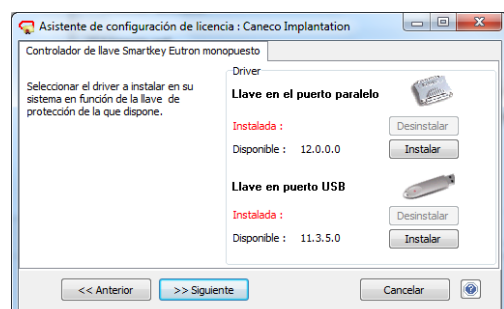 Asistente de configuración de licencia : Caneco Implantation
Controlador de llave Smartkey Eutron monopuesto
Seleccionar el driver a instalar en su
sistema en función de la llave de
protección de la que dispone.
Driver
Llave en el puerto paralelo
Instalada :
Desinstalar
Disponible : 12.0.0.0
Instalar
Llave en puerto USB
Instalada :
Desinstalar
Disponible : 11.3.5.0
Instalar
<< Anterior
>> Siguiente
Cancelar